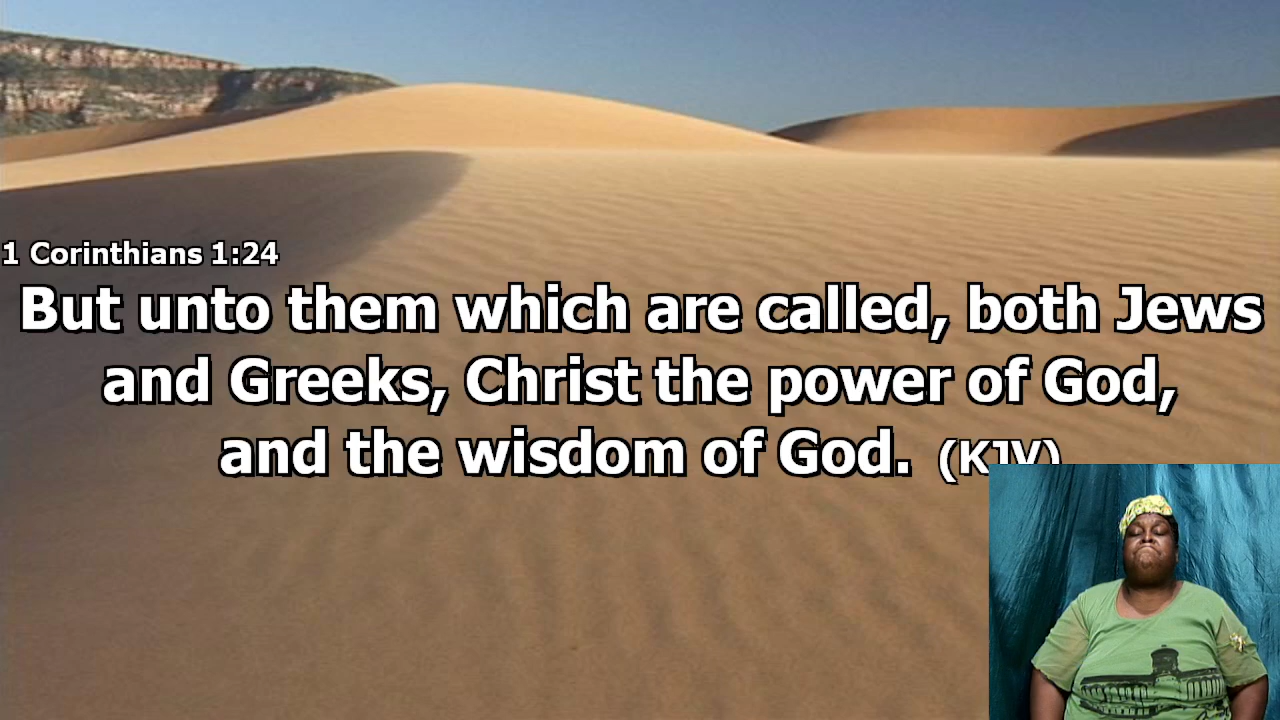 1 Corinthians 1:24
But unto them which are called, both Jews
and Greeks, Christ the power of God,
and the wisdom of God. (KJV)